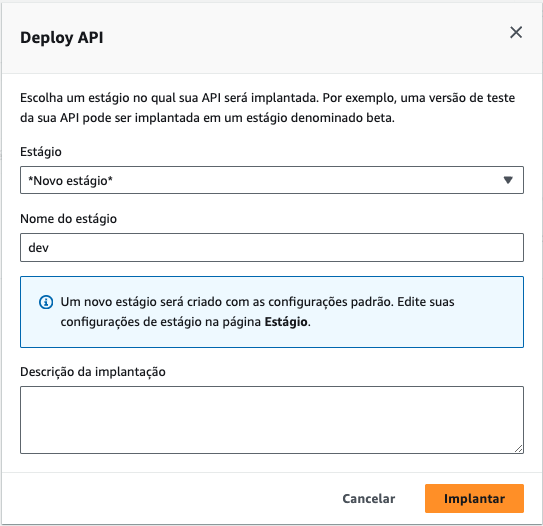 Deploy API
Escolha um estágio no qual sua API será implantada. Por exemplo, uma versão de teste
da sua API pode ser implantada em um estágio denominado beta.
Estágio
*Novo estágio*
Nome do estágio
dev
Um novo estágio será criado com as configurações padrão. Edite suas
configurações de estágio na página Estágio.
Descrição da implantação
Cancelar
Implantar